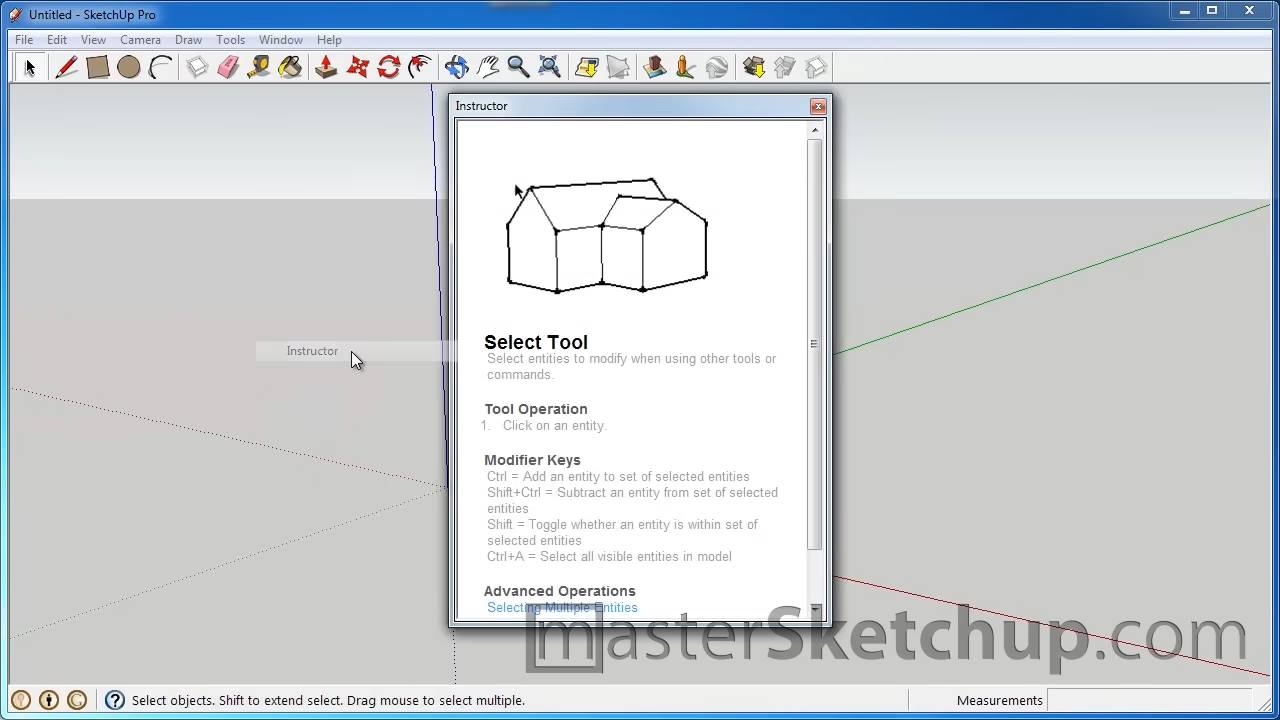 Untitled - SketchUp Pro
File Edit View Camera Draw Tools Window Help
Instructor
Instructor
Select Tool
Select entities to modify when using other tools or
commands.
Tool Operation
1. Click on an entity.
Modifier Keys
Ctrl = Add an entity to set of selected entities
Shift+Ctrl = Subtract an entity from set of selected
entities
Shift = Toggle whether an entity is within set of
selected entities
Ctrl+A = Select all visible entities in model
Advanced Operations
Selecting Multiple Entities
masterSketchup.com
Select objects. Shift to extend select. Drag mouse to select multiple.
Measurements